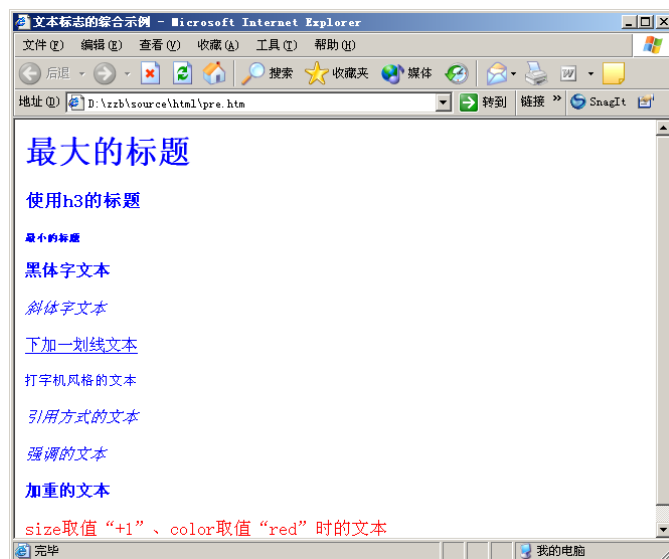 文本标志的综合示例 - Microsoft Internet Explorer
文件(F) 编辑(E) 查看(V) 收藏(A) 工具(T) 帮助(H)
后退 搜索 收藏夹 媒体
地址(D) D:\zzb\source\html\pre.htm 转到 链接 » SnagIt
最大的标题
使用h3的标题
最小的标题
黑体字文本
斜体字文本
下加一划线文本
打字机风格的文本
引用方式的文本
强调的文本
加重的文本
size取值“+1”、color取值“red”时的文本
完毕 我的电脑